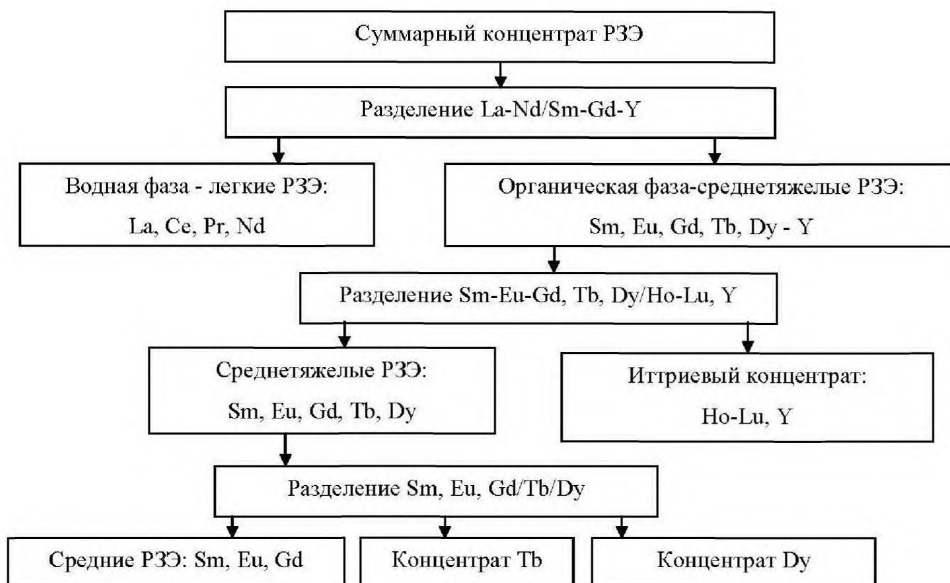 Суммарный концентрат РЗЭ
Разделение La-Nd/Sm-Gd-Y
Водная фаза - легкие РЗЭ:
La, Ce, Pr, Nd
Органическая фаза-среднетяжелые РЗЭ:
Sm, Eu, Gd, Tb, Dy - Y
Разделение Sm-Eu-Gd, Tb, Dy/Ho-Lu, Y
Среднетяжелые РЗЭ:
Sm, Eu, Gd, Tb, Dy
Иттриевый концентрат:
Ho-Lu, Y
Разделение Sm, Eu, Gd/Tb/Dy
Средние РЗЭ: Sm, Eu, Gd
Концентрат Tb
Концентрат Dy